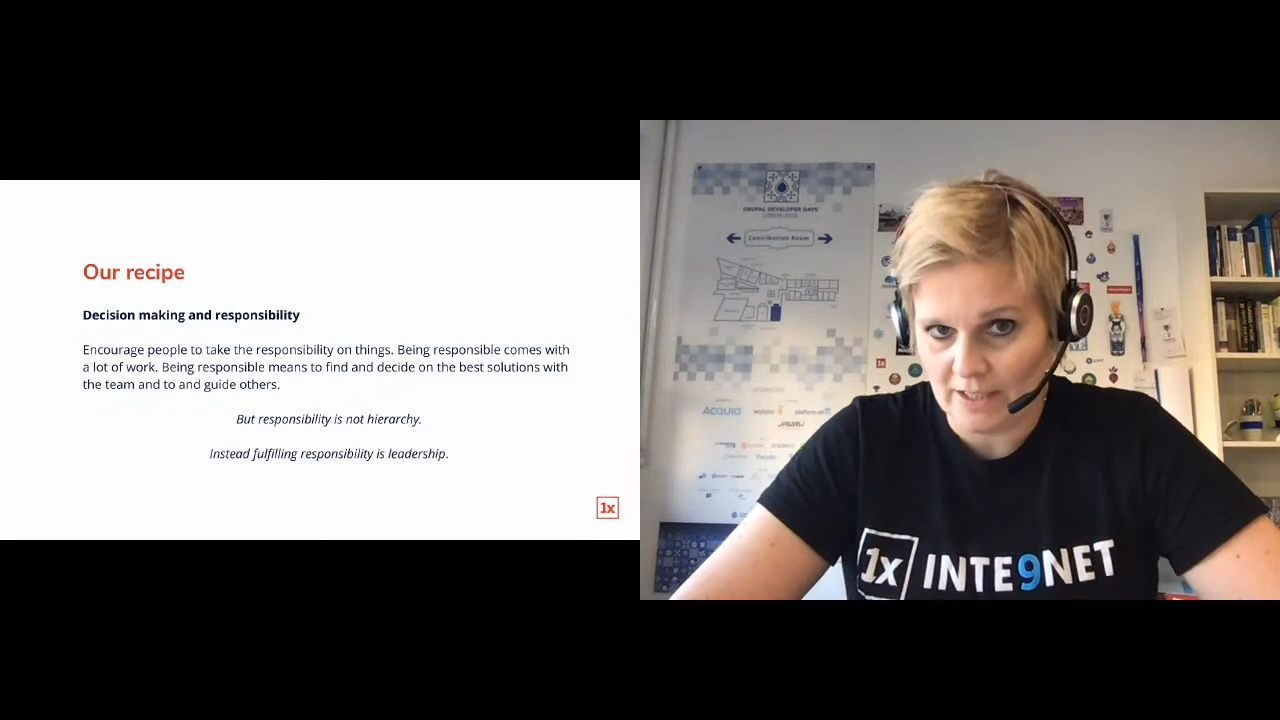 Our recipe
Decision making and responsibility
Encourage people to take the responsibility on things. Being responsible comes with
a lot of work. Being responsible means to find and decide on the best solutions with
the team and to and guide others.
But responsibility is not hierarchy.
Instead fulfilling responsibility is leadership.
1x
DRUPAL DEVELOPER DAYS
Contribution Room
ACQUIA
platform.sh
1x INTE9NET